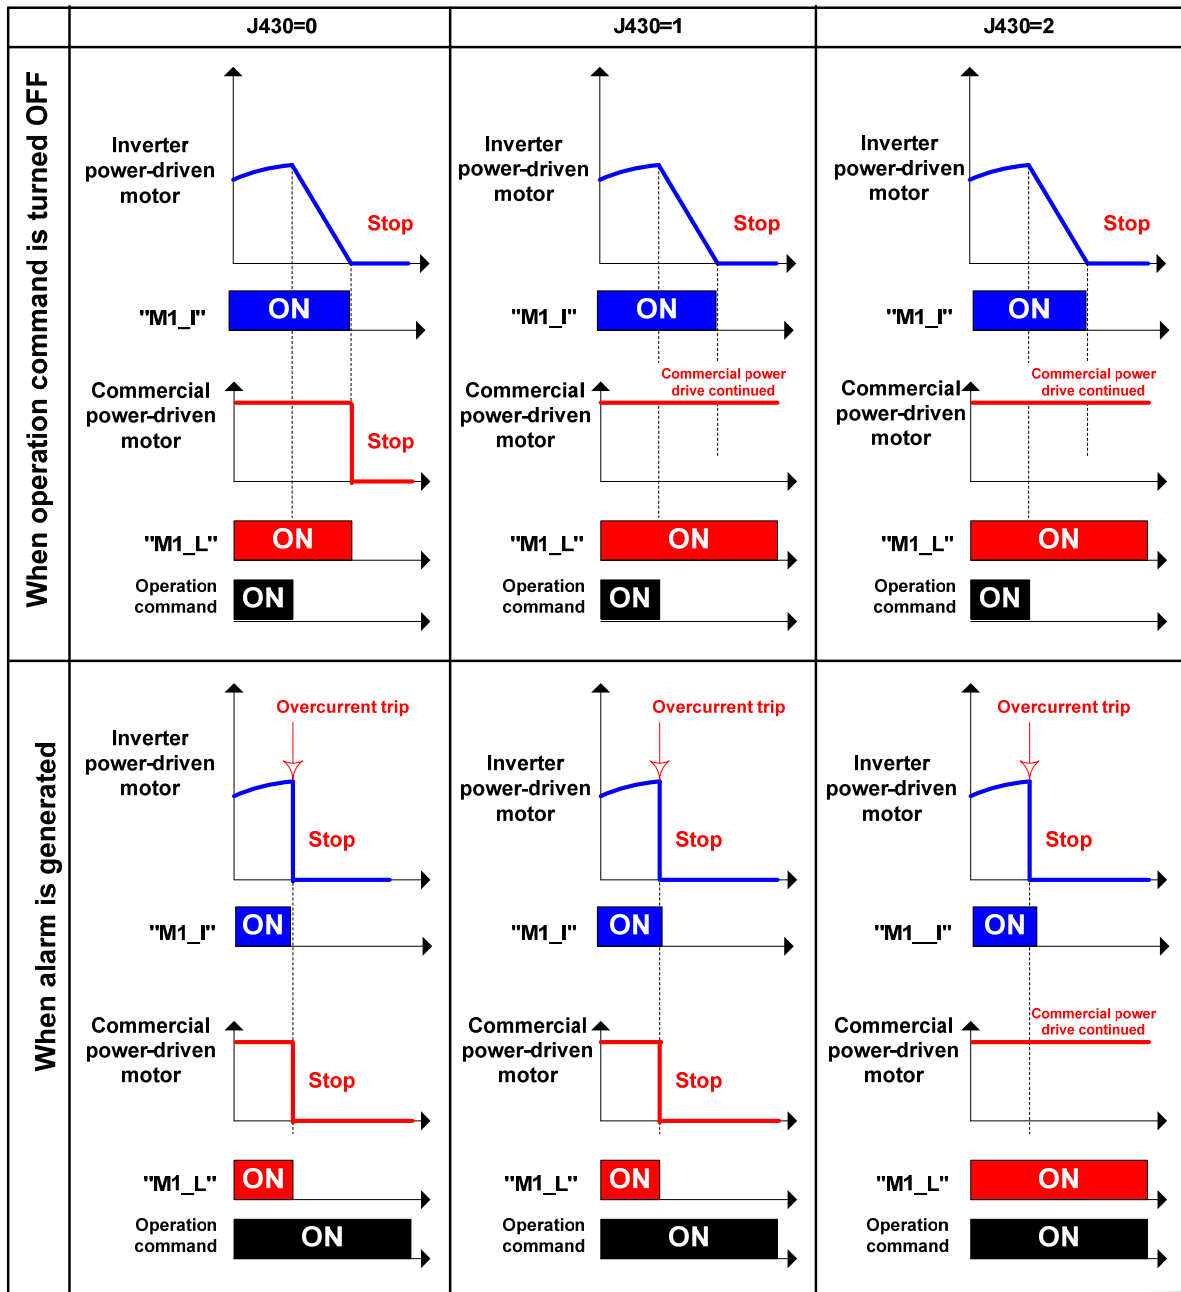 J430=0
J430=1
J430=2
When operation command is turned OFF
Inverter
power-driven
motor
Stop
"M1_I"
ON
Commercial
power-driven
motor
Stop
"M1_L"
ON
Operation
command
ON
Inverter
power-driven
motor
Stop
"M1_I"
ON
Commercial
power-driven
motor
Commercial power
drive continued
"M1_L"
ON
Operation
command
ON
Inverter
power-driven
motor
Stop
"M1_I"
ON
Commercial
power-driven
motor
Commercial power
drive continued
"M1_L"
ON
Operation
command
ON
When alarm is generated
Overcurrent trip
Inverter
power-driven
motor
Stop
"M1_I"
ON
Commercial
power-driven
motor
Stop
"M1_L"
ON
Operation
command
ON
Overcurrent trip
Inverter
power-driven
motor
Stop
"M1_I"
ON
Commercial
power-driven
motor
Stop
"M1_L"
ON
Operation
command
ON
Overcurrent trip
Inverter
power-driven
motor
Stop
"M1__I"
ON
Commercial
power-driven
motor
Commercial power
drive continued
"M1_L"
ON
Operation
command
ON